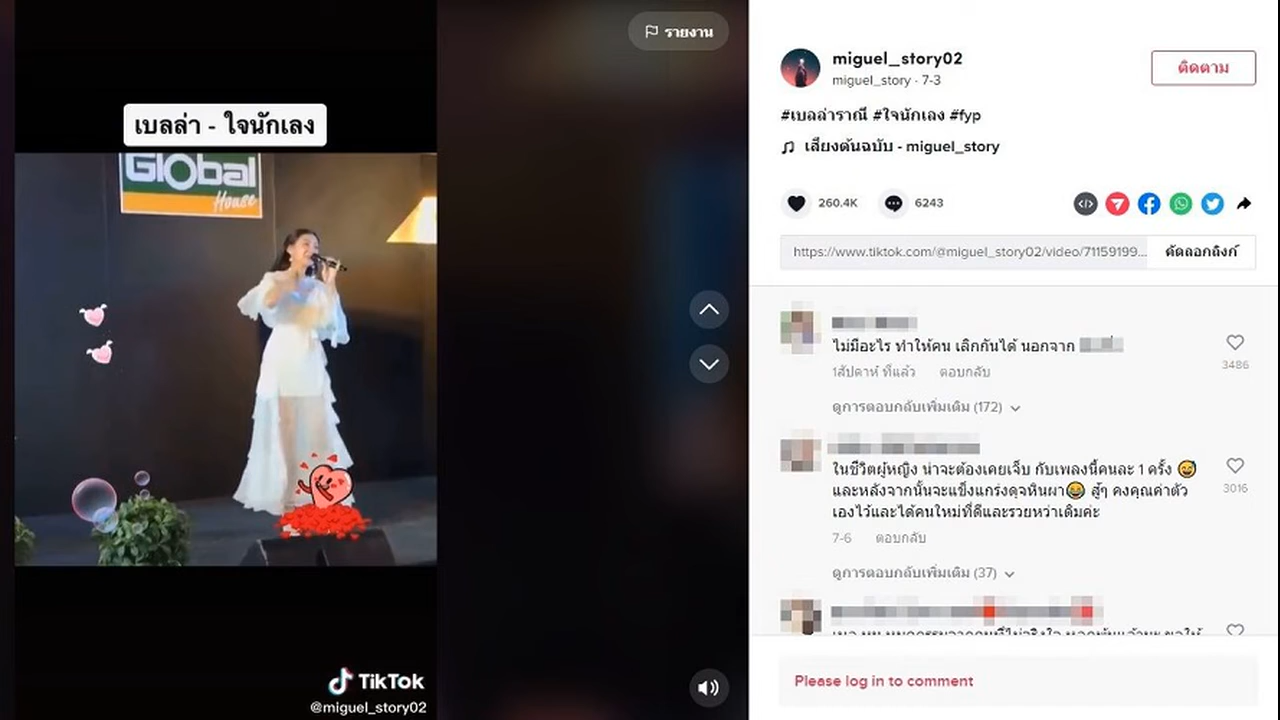 รายงาน
เบลล่า - ใจนักเลง
Global
House
TikTok
@miguel_story02
miguel_story02
miguel_story · 7-3
ติดตาม
#เบลล่าราณี #ใจนักเลง #fyp
เสียงต้นฉบับ - miguel_story
260.4K
6243
https://www.tiktok.com/@miguel_story02/video/71159199...
คัดลอกลิงก์
ไม่มีอะไร ทำให้คน เลิกกันได้ นอกจาก
3486
1สัปดาห์ ที่แล้ว ตอบกลับ
ดูการตอบกลับเพิ่มเติม (172)
ในชีวิตผู้หญิง น่าจะต้องเคยเจ็บ กับเพลงนี้คนละ 1 ครั้ง 😅
และหลังจากนั้นจะแข็งแกร่งดุจหินผา😂 สู้ๆ คงคุณค่าตัว
เองไว้และได้คนใหม่ที่ดีและรวยหว่าเดิมค่ะ
3016
7-6 ตอบกลับ
ดูการตอบกลับเพิ่มเติม (37)
Please log in to comment